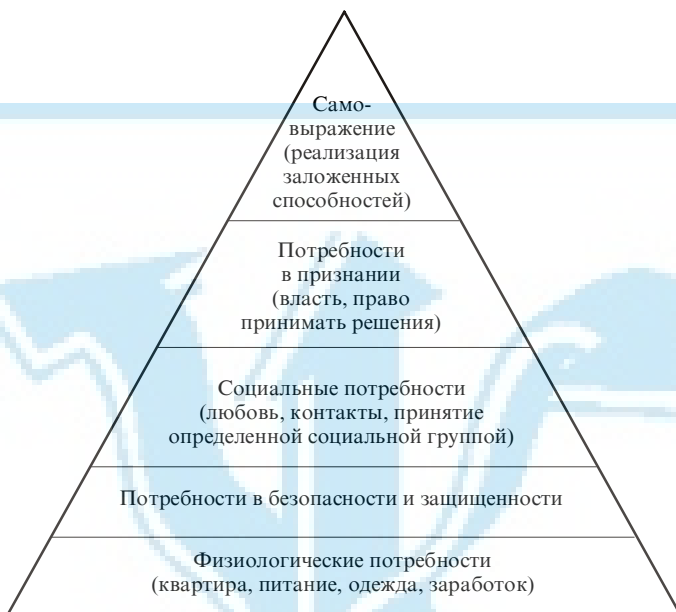 Само-
выражение
(реализация
заложенных
способностей)
Потребности
в признании
(власть, право
принимать решения)
Социальные потребности
(любовь, контакты, принятие
определенной социальной группой)
Потребности в безопасности и защищенности
Физиологические потребности
(квартира, питание, одежда, заработок)